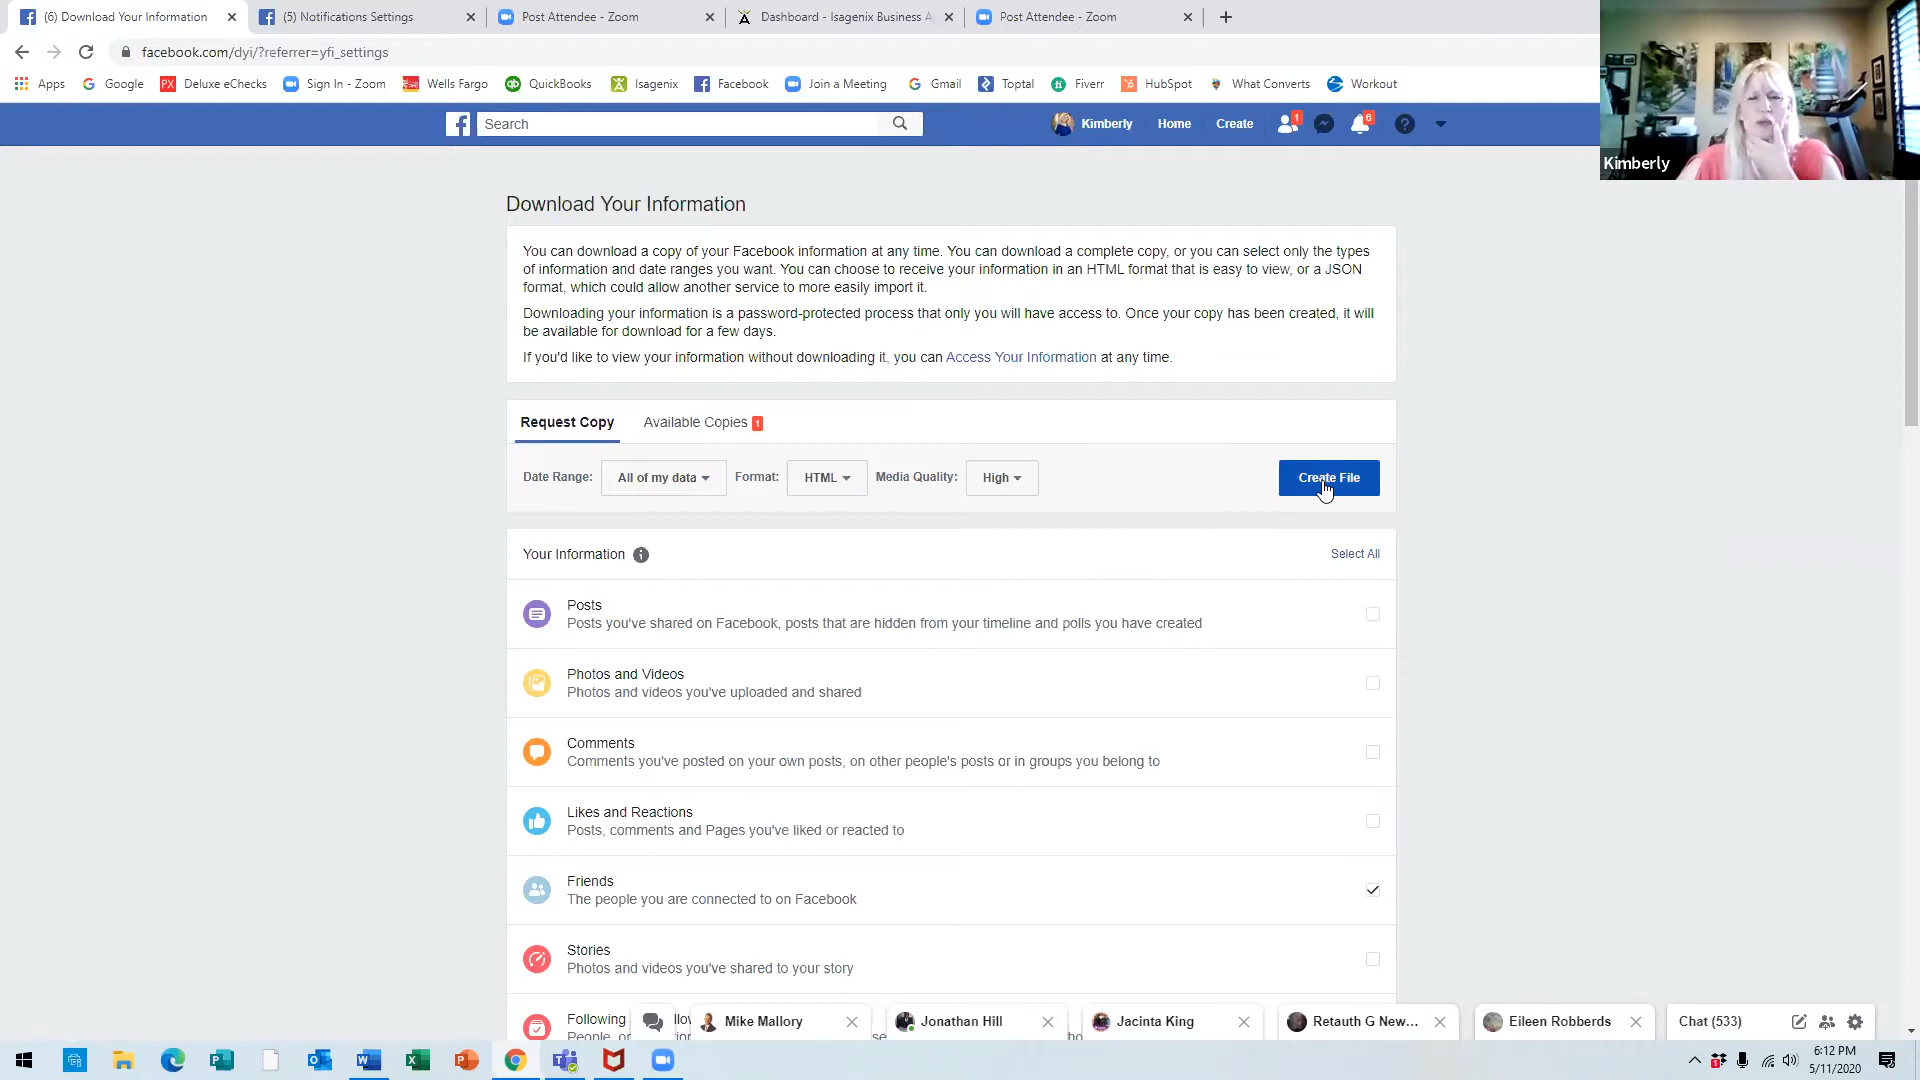 (6) Download Your Information
(5) Notifications Settings
Post Attendee - Zoom
Dashboard - Isagenix Business A
Post Attendee - Zoom
facebook.com/dyi/?referrer=yfi_settings
Apps
Google
PX
Deluxe eChecks
Sign In - Zoom
Wells Fargo
QuickBooks
Isagenix
Facebook
Join a Meeting
Gmail
Toptal
Fiverr
HubSpot
What Converts
Workout
Search
Kimberly
Home
Create
1
6
Kimberly
Download Your Information
You can download a copy of your Facebook information at any time. You can download a complete copy, or you can select only the types
of information and date ranges you want. You can choose to receive your information in an HTML format that is easy to view, or a JSON
format, which could allow another service to more easily import it.
Downloading your information is a password-protected process that only you will have access to. Once your copy has been created, it will
be available for download for a few days.
If you'd like to view your information without downloading it, you can Access Your Information at any time.
Request Copy
Available Copies 1
Date Range: All of my data
Format: HTML
Media Quality: High
Create File
Your Information
Select All
Posts
Posts you've shared on Facebook, posts that are hidden from your timeline and polls you have created
Photos and Videos
Photos and videos you've uploaded and shared
Comments
Comments you've posted on your own posts, on other people's posts or in groups you belong to
Likes and Reactions
Posts, comments and Pages you've liked or reacted to
Friends
The people you are connected to on Facebook
Stories
Photos and videos you've shared to your story
Following
Mike Mallory
Jonathan Hill
Jacinta King
Retauth G New...
Eileen Robberds
Chat (533)
6:12 PM
5/11/2020